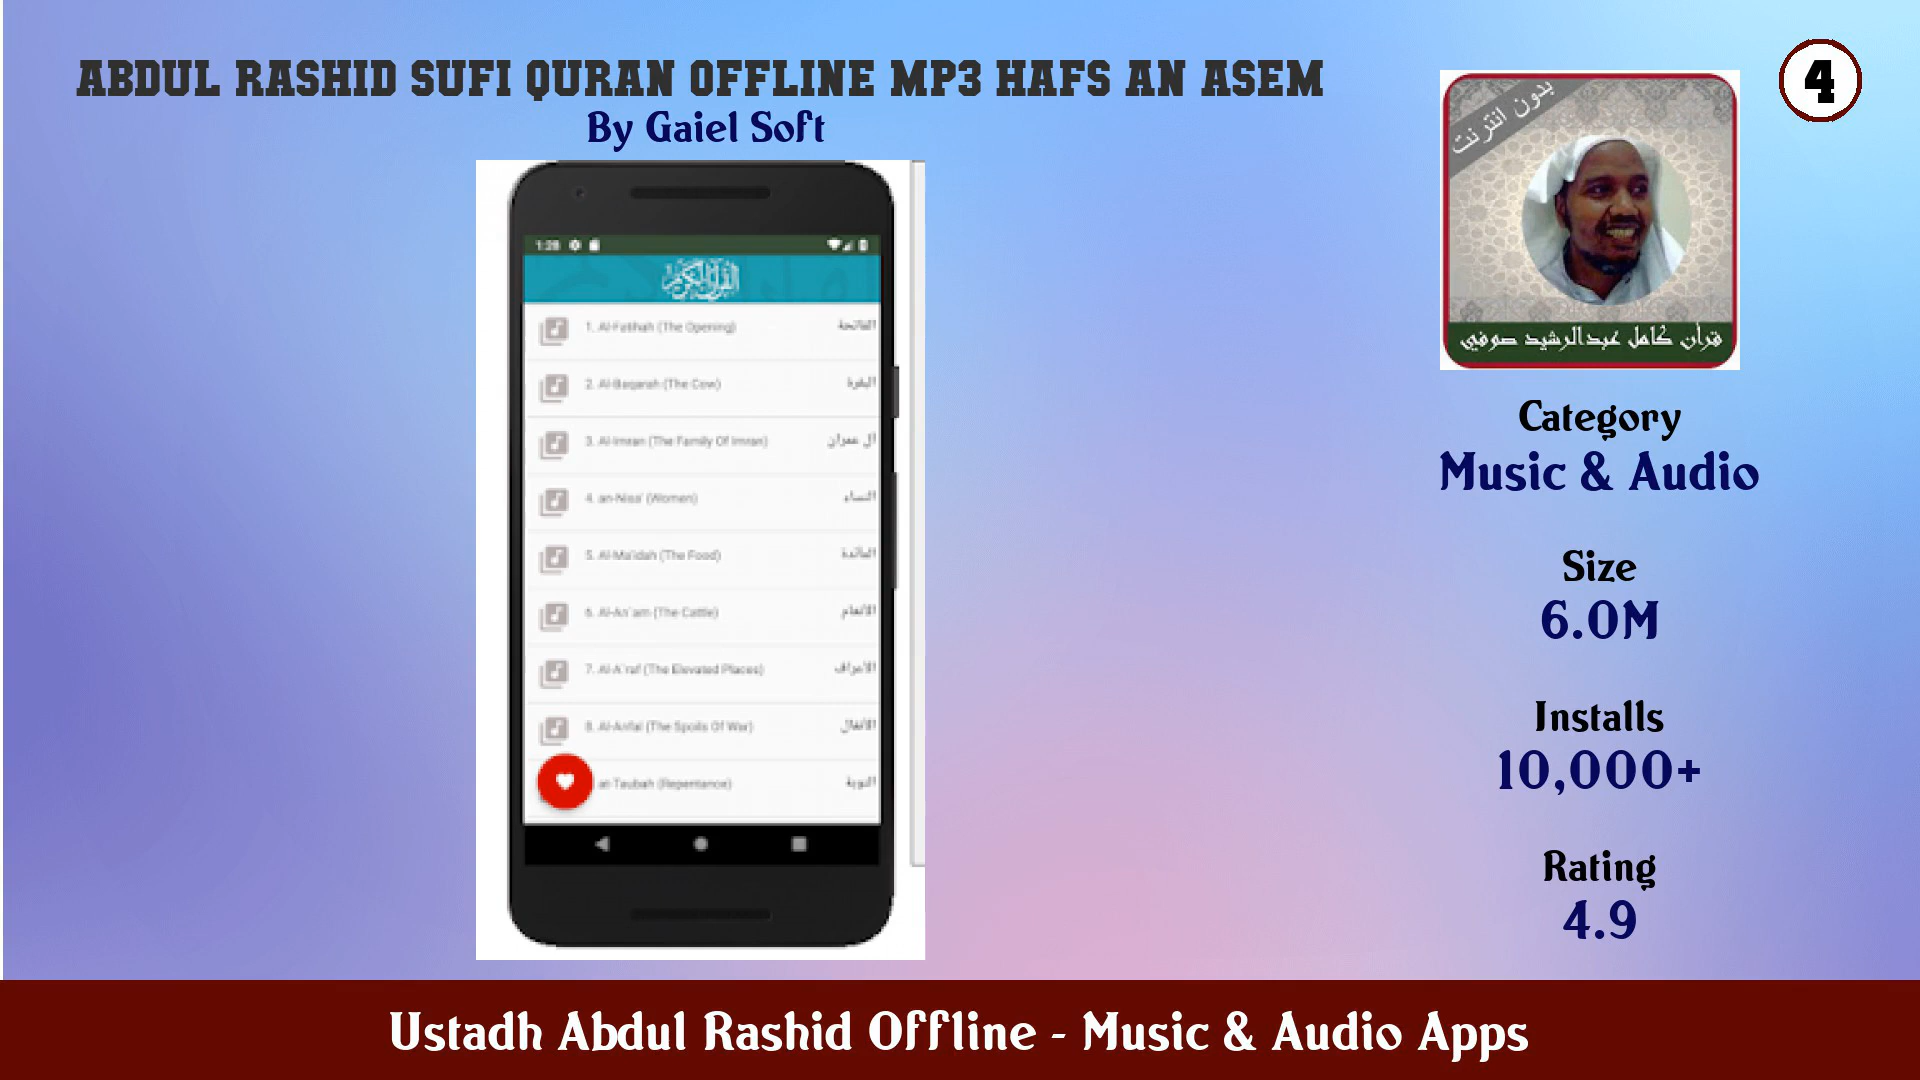 ABDUL RASHID SUFI QURAN OFFLINE MP3 HAFS AN ASEM
By Gaiel Soft
4
بدون انترنت
قرآن كامل عبدالرشيد صوفي
1:28
القرآن الكريم
1. Al-Fatihah (The Opening) الفاتحة
2. Al-Baqarah (The Cow) البقرة
3. Al-Imran (The Family Of Imran) آل عمران
4. an-Nisa' (Women) النساء
5. Al-Ma'idah (The Food) المائدة
6. Al-An'am (The Cattle) الأنعام
7. Al-A'raf (The Elevated Places) الأعراف
8. Al-Anfal (The Spoils Of War) الأنفال
at-Taubah (Repentance) التوبة
Category
Music & Audio
Size
6.0M
Installs
10,000+
Rating
4.9
Ustadh Abdul Rashid Offline - Music & Audio Apps